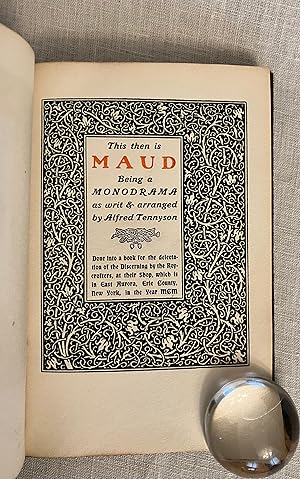 This then is
MAUD
Being a
MONODRAMA
as writ & arranged
by Alfred Tennyson
Done into a book for the delecta-
tion of the Discerning by the Roy-
crofters, at their Shop, which is
in East Aurora, Erie County,
New York, in the Year MCM